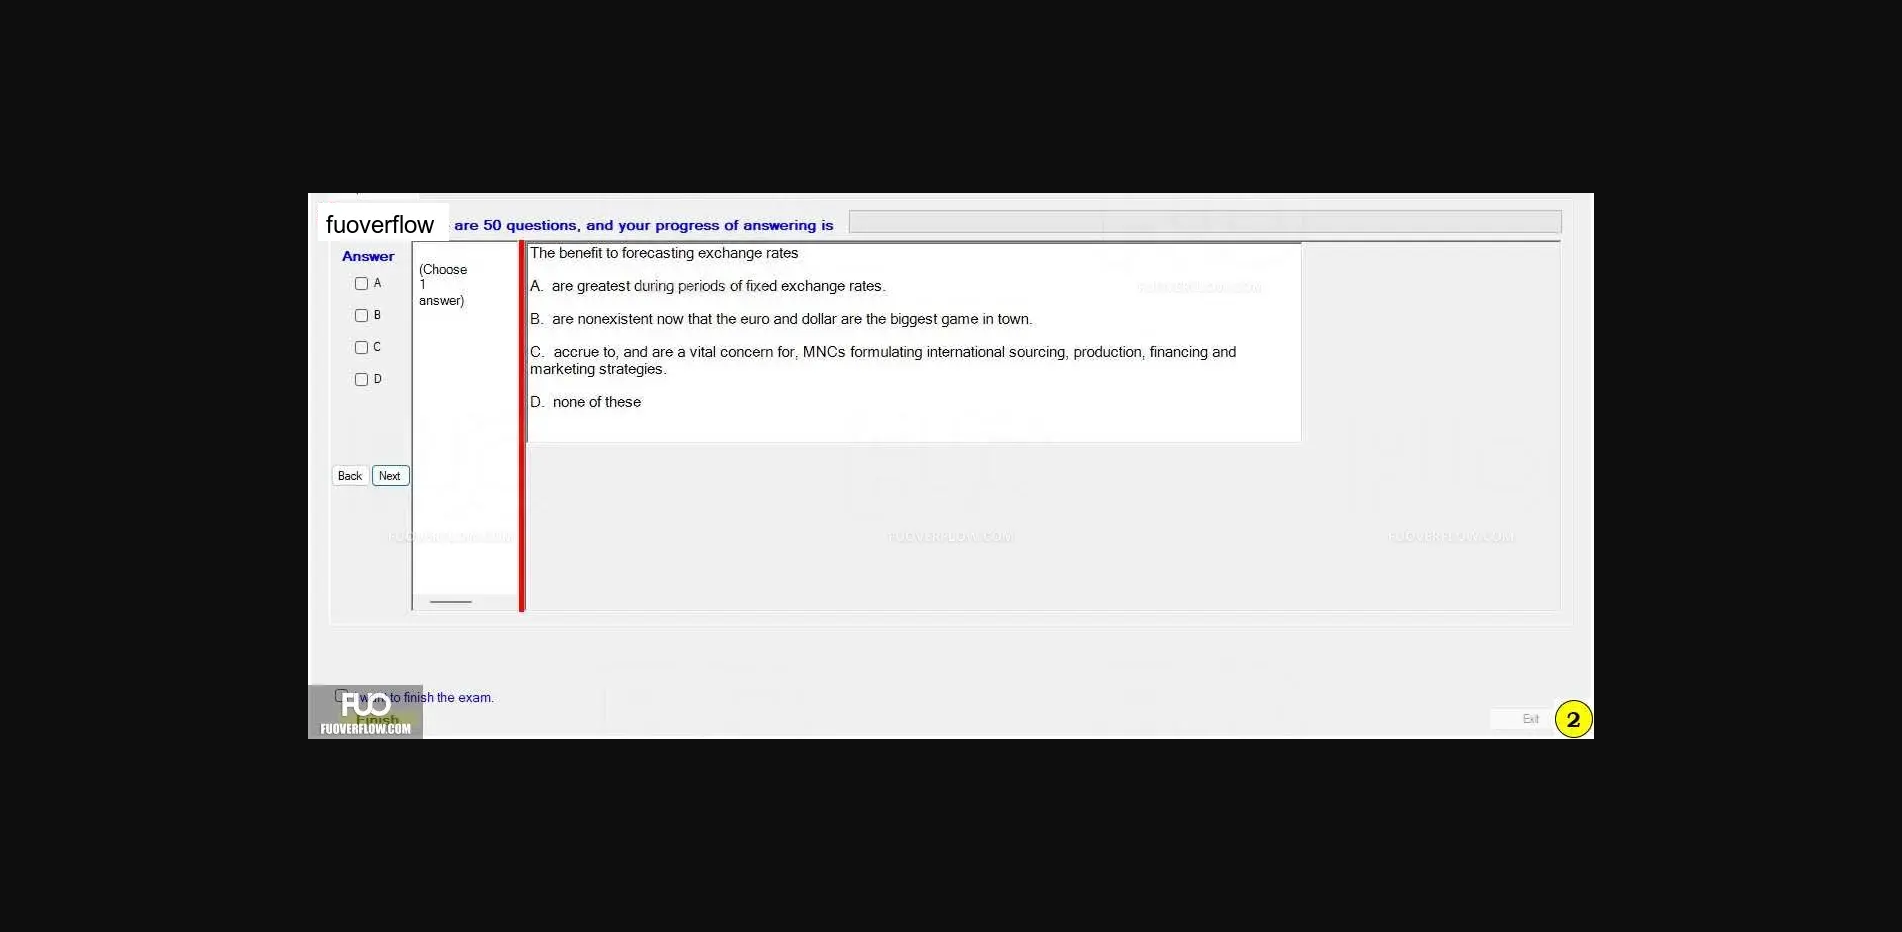 fuoverflow
are 50 questions, and your progress of answering is
Answer
A
B
C
D
Back
Next
(Choose
1
answer)
The benefit to forecasting exchange rates
A. are greatest during periods of fixed exchange rates.
B. are nonexistent now that the euro and dollar are the biggest game in town.
C. accrue to, and are a vital concern for, MNCs formulating international sourcing, production, financing and
marketing strategies.
D. none of these
FUOVERFLOW.COM
FUOVERFLOW.COM
FUOVERFLOW.COM
FUOVERFLOW.COM
I want to finish the exam.
FUO
Finish
FUOVERFLOW.COM
Exit
2